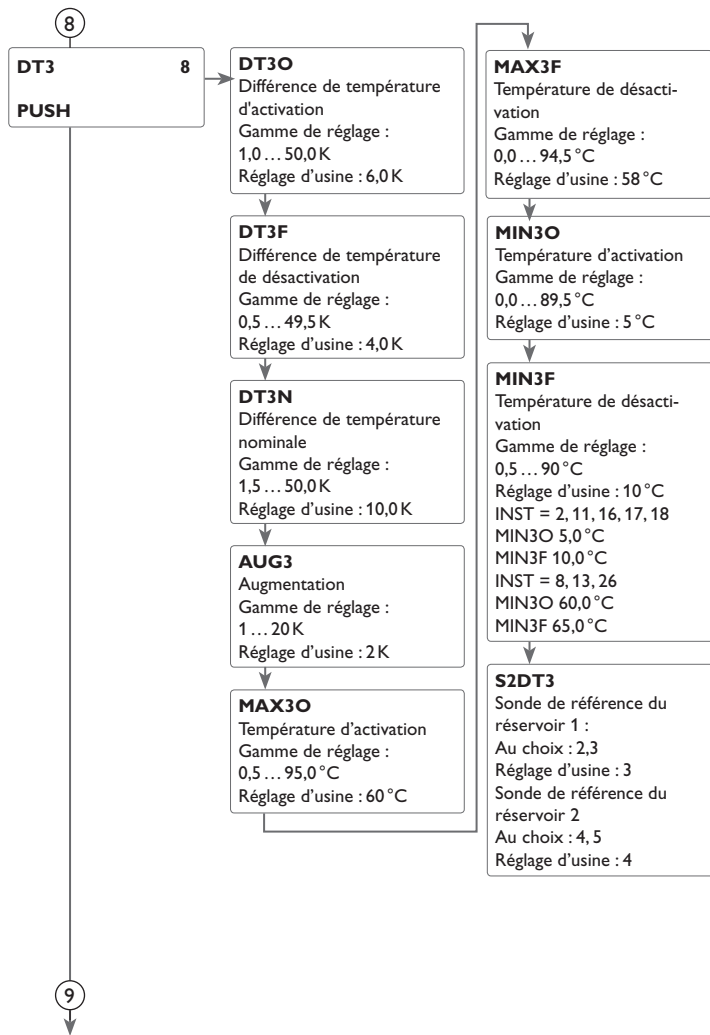 8
DT3 8
PUSH
DT3O
Différence de température
d'activation
Gamme de réglage :
1,0 … 50,0 K
Réglage d'usine : 6,0 K
DT3F
Différence de température
de désactivation
Gamme de réglage :
0,5 … 49,5 K
Réglage d'usine : 4,0 K
DT3N
Différence de température
nominale
Gamme de réglage :
1,5 … 50,0 K
Réglage d'usine : 10,0 K
AUG3
Augmentation
Gamme de réglage :
1 … 20 K
Réglage d'usine : 2 K
MAX3O
Température d'activation
Gamme de réglage :
0,5 … 95,0 °C
Réglage d'usine : 60 °C
MAX3F
Température de désacti-
vation
Gamme de réglage :
0,0 … 94,5 °C
Réglage d'usine : 58 °C
MIN3O
Température d'activation
Gamme de réglage :
0,0 … 89,5 °C
Réglage d'usine : 5 °C
MIN3F
Température de désacti-
vation
Gamme de réglage :
0,5 … 90 °C
Réglage d'usine : 10 °C
INST = 2, 11, 16, 17, 18
MIN3O 5,0 °C
MIN3F 10,0 °C
INST = 8, 13, 26
MIN3O 60,0 °C
MIN3F 65,0 °C
S2DT3
Sonde de référence du
réservoir 1 :
Au choix : 2,3
Réglage d'usine : 3
Sonde de référence du
réservoir 2
Au choix : 4, 5
Réglage d'usine : 4
9